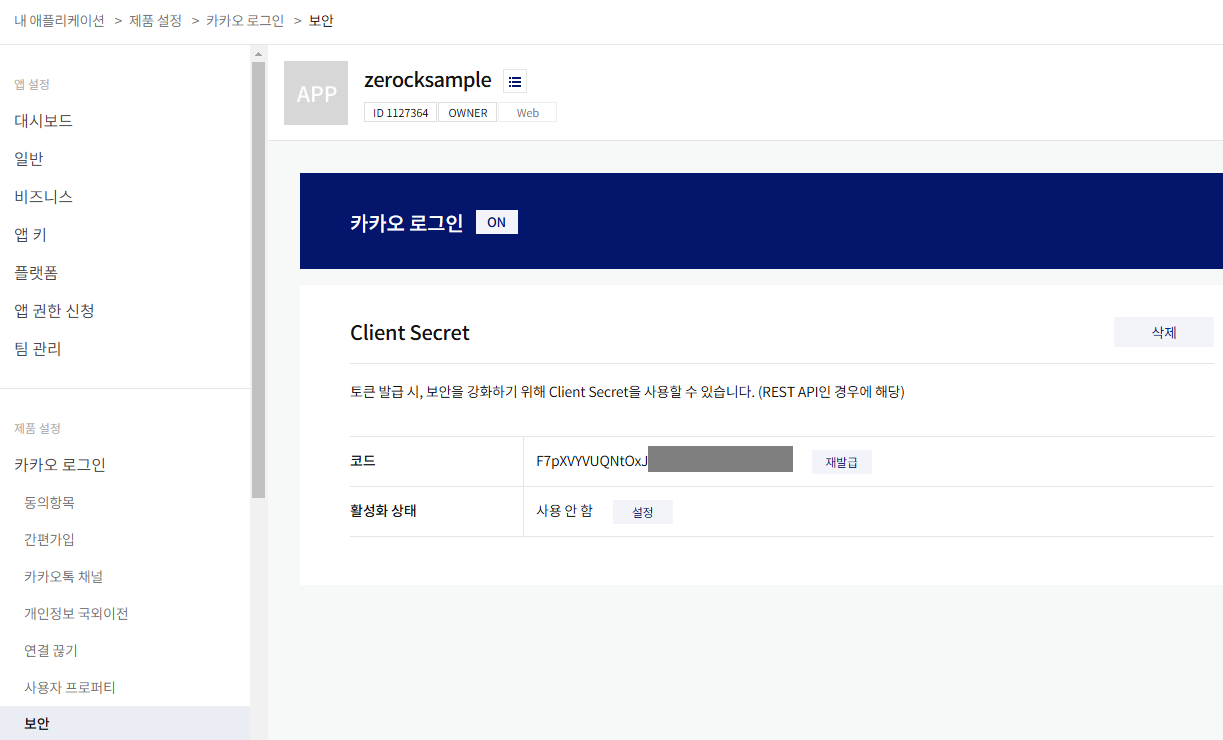 내 애플리케이션 > 제품 설정 > 카카오 로그인 > 보안
앱 설정
대시보드
일반
비즈니스
앱 키
플랫폼
앱 권한 신청
팀 관리
제품 설정
카카오 로그인
동의항목
간편가입
카카오톡 채널
개인정보 국외이전
연결 끊기
사용자 프로퍼티
보안
APP
zerocksample
ID 1127364 OWNER Web
카카오 로그인 ON
Client Secret 삭제
토큰 발급 시, 보안을 강화하기 위해 Client Secret을 사용할 수 있습니다. (REST API인 경우에 해당)
코드 F7pXVYVUQNtOxJ 재발급
활성화 상태 사용 안 함 설정